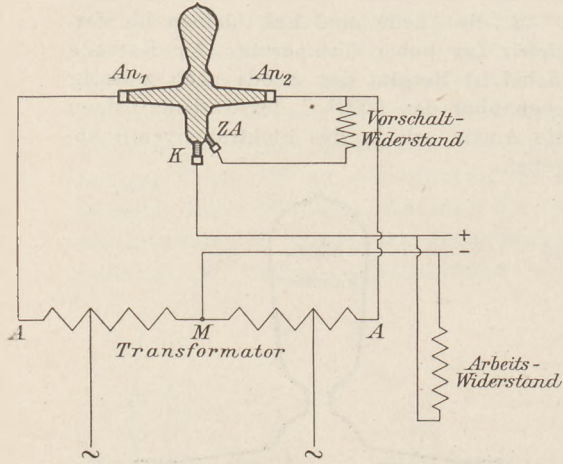 An₁
An₂
ZA
K
Vorschalt-
Widerstand
+
−
A
M
A
Transformator
Arbeits-
Widerstand
~
~